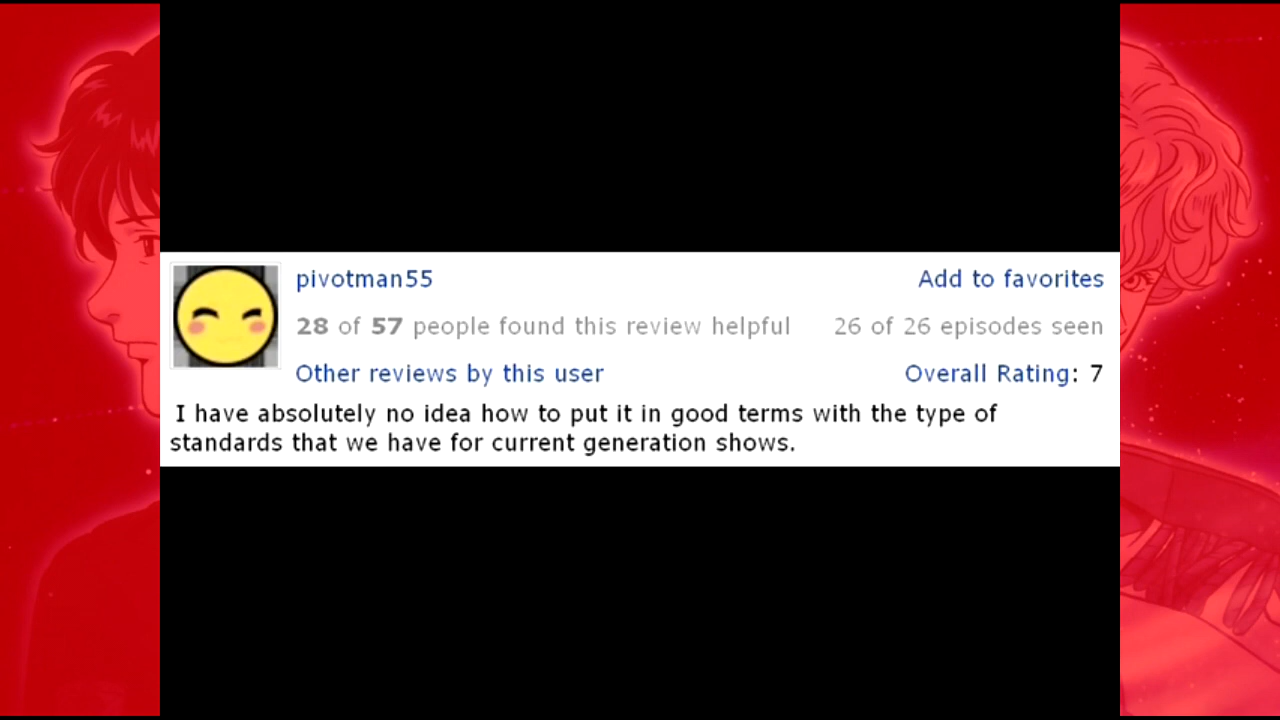 pivotman55 Add to favorites
28 of 57 people found this review helpful 26 of 26 episodes seen
Other reviews by this user Overall Rating: 7
I have absolutely no idea how to put it in good terms with the type of
standards that we have for current generation shows.